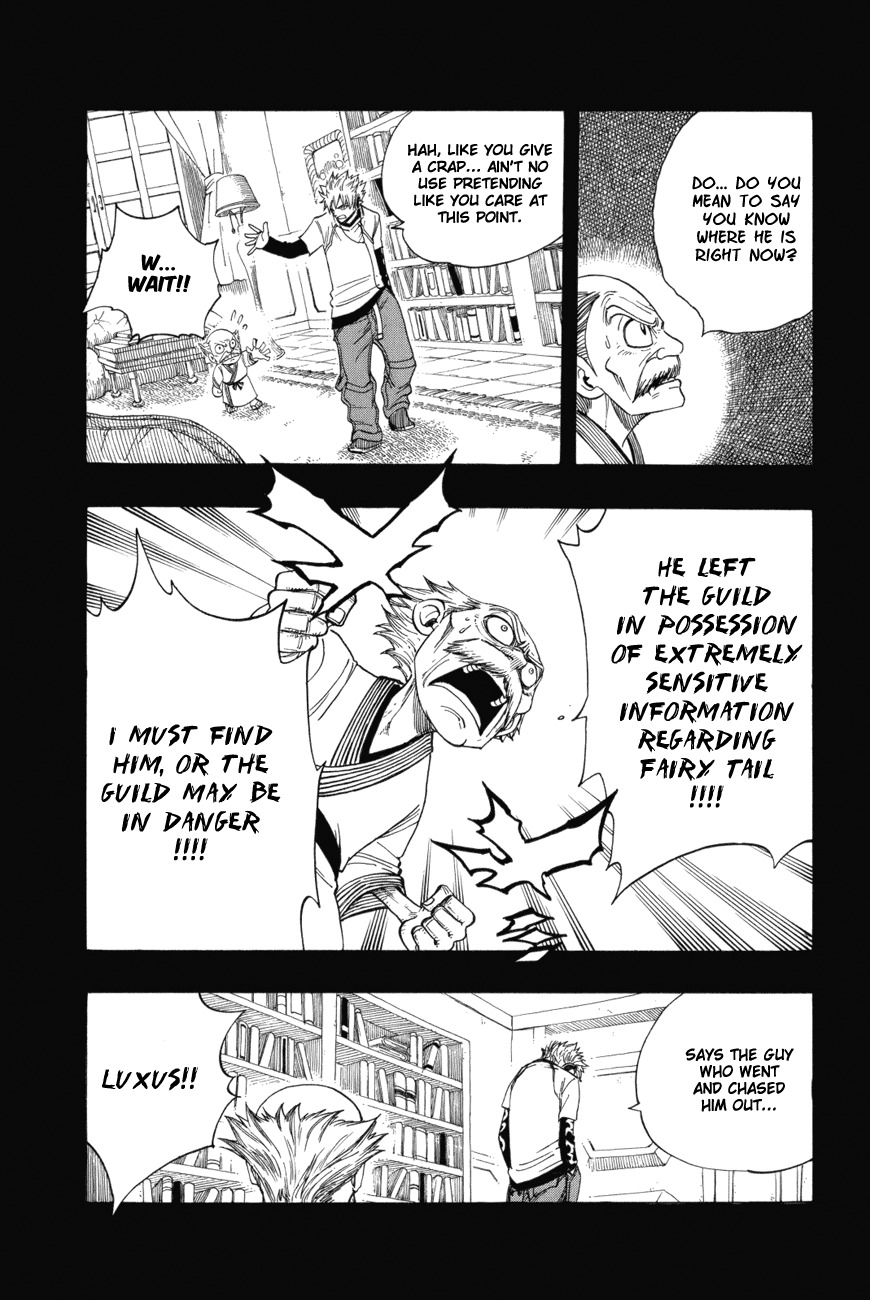 DO... DO YOU
MEAN TO SAY
YOU KNOW
WHERE HE IS
RIGHT NOW?
HAH, LIKE YOU GIVE
A CRAP... AIN'T NO
USE PRETENDING
LIKE YOU CARE AT
THIS POINT.
W...
WAIT!!
HE LEFT
THE GUILD
IN POSSESSION
OF EXTREMELY
SENSITIVE
INFORMATION
REGARDING
FAIRY TAIL
!!!!
I MUST FIND
HIM, OR THE
GUILD MAY BE
IN DANGER
!!!!
SAYS THE GUY
WHO WENT
AND CHASED
HIM OUT...
LUXUS!!